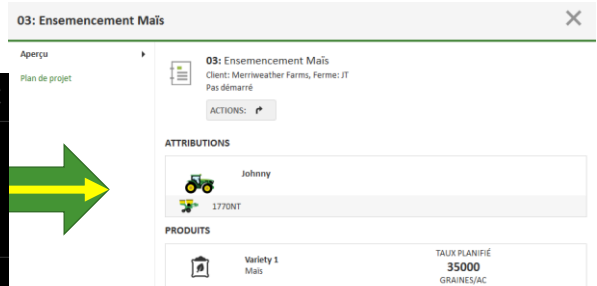 03: Ensemencement Maïs
Aperçu
Plan de projet
03: Ensemencement Maïs
Client: Merriweather Farms, Ferme: JT
Pas démarré
ACTIONS:
ATTRIBUTIONS
Johnny
1770NT
PRODUITS
Variety 1
Maïs
TAUX PLANIFIÉ
35000
GRAINES/AC